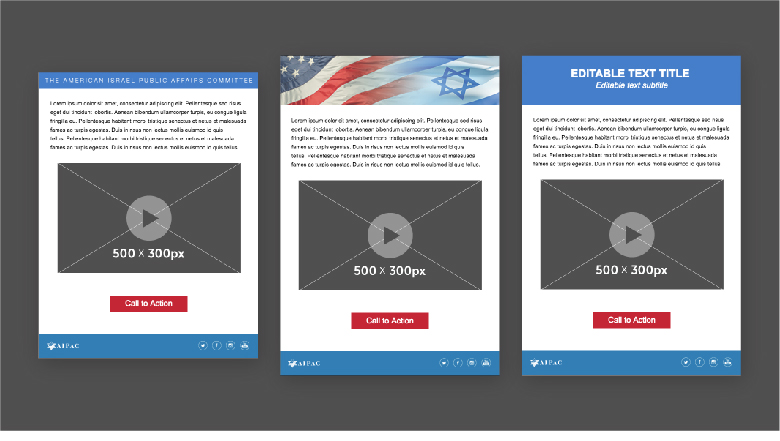 THE AMERICAN ISRAEL PUBLIC AFFAIRS COMMITTEE
Lorem ipsum dolor sit amet, consectetur adipiscing elit. Pellentesque sed risus
eget dui tincidunt lobortis. Aenean bibendum ullamcorper turpis, eu congue ligula
fringilla eu. Pellentesque habitant morbi tristique senectus et netus et malesuada
fames ac turpis egestas. Duis in risus non lectus mollis euismod id quis
tellus. Pellentesque habitant morbi tristique senectus et netus et malesuada
fames ac turpis egestas. Duis in risus non lectus mollis euismod id quis tellus.
500 × 300px
Call to Action
AIPAC
Lorem ipsum dolor sit amet, consectetur adipiscing elit. Pellentesque sed risus
eget dui tincidunt lobortis. Aenean bibendum ullamcorper turpis, eu congue ligula
fringilla eu. Pellentesque habitant morbi tristique senectus et netus et malesuada
fames ac turpis egestas. Duis in risus non lectus mollis euismod id quis
tellus. Pellentesque habitant morbi tristique senectus et netus et malesuada
fames ac turpis egestas. Duis in risus non lectus mollis euismod id quis tellus.
500 × 300px
Call to Action
AIPAC
EDITABLE TEXT TITLE
Editable text subtitle
Lorem ipsum dolor sit amet, consectetur adipiscing elit. Pellentesque sed risus
eget dui tincidunt lobortis. Aenean bibendum ullamcorper turpis, eu congue ligula
fringilla eu. Pellentesque habitant morbi tristique senectus et netus et malesuada
fames ac turpis egestas. Duis in risus non lectus mollis euismod id quis
tellus. Pellentesque habitant morbi tristique senectus et netus et malesuada
fames ac turpis egestas. Duis in risus non lectus mollis euismod id quis tellus.
500 × 300px
Call to Action
AIPAC